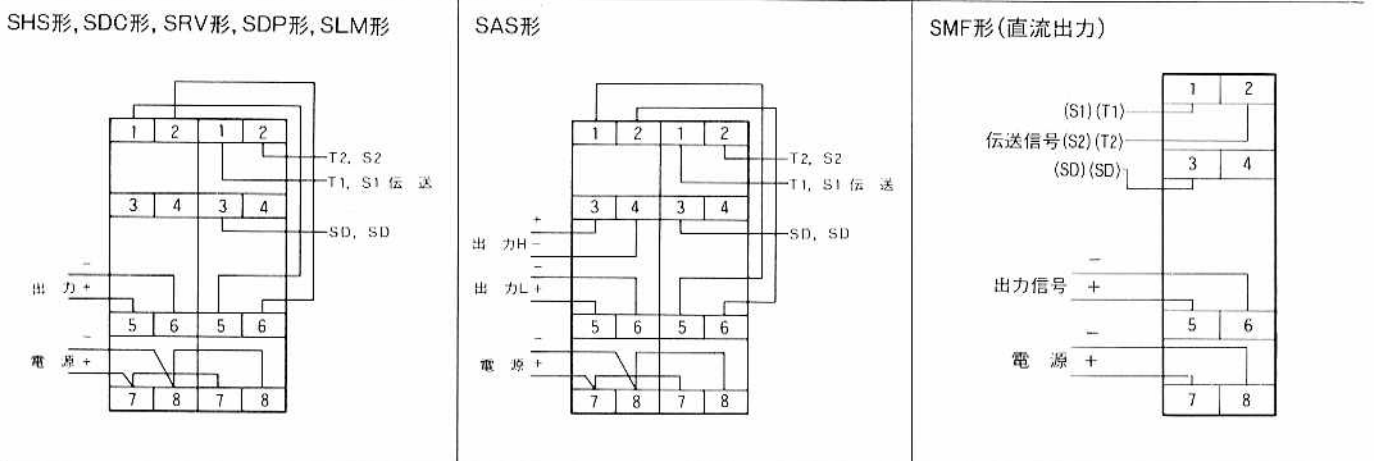 SHS形, SDC形, SRV形, SDP形, SLM形
1 2 1 2
T2, S2
T1, S1 伝 送
3 4 3 4
SD, SD
−
出 力 +
5 6 5 6
−
電 源 +
7 8 7 8
SAS形
1 2 1 2
T2, S2
T1, S1 伝 送
3 4 3 4
+
SD, SD
出 力H −
−
出 力L +
5 6 5 6
−
電 源 +
7 8 7 8
SMF形(直流出力)
1 2
(S1)(T1)
伝送信号(S2)(T2)
3 4
(SD)(SD)
−
出力信号 +
5 6
−
電 源 +
7 8